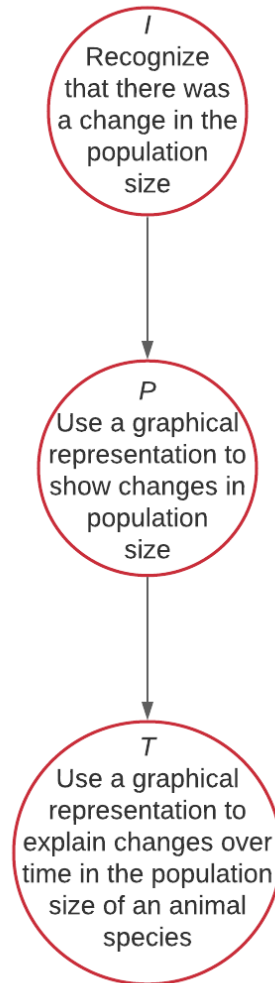 I
Recognize
that there was
a change in the
population
size
P
Use a graphical
representation to
show changes in
population
size
T
Use a graphical
representation to
explain changes over
time in the population
size of an animal
species